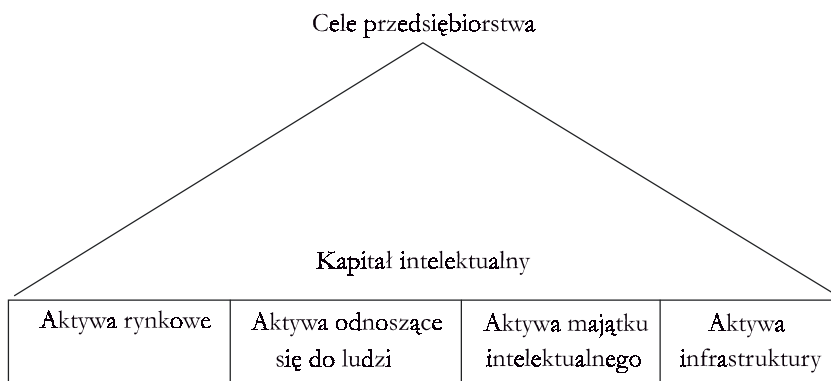 Cele przedsiębiorstwa
Kapitał intelektualny
Aktywa rynkowe
Aktywa odnoszące
się do ludzi
Aktywa majątku
intelektualnego
Aktywa
infrastruktury